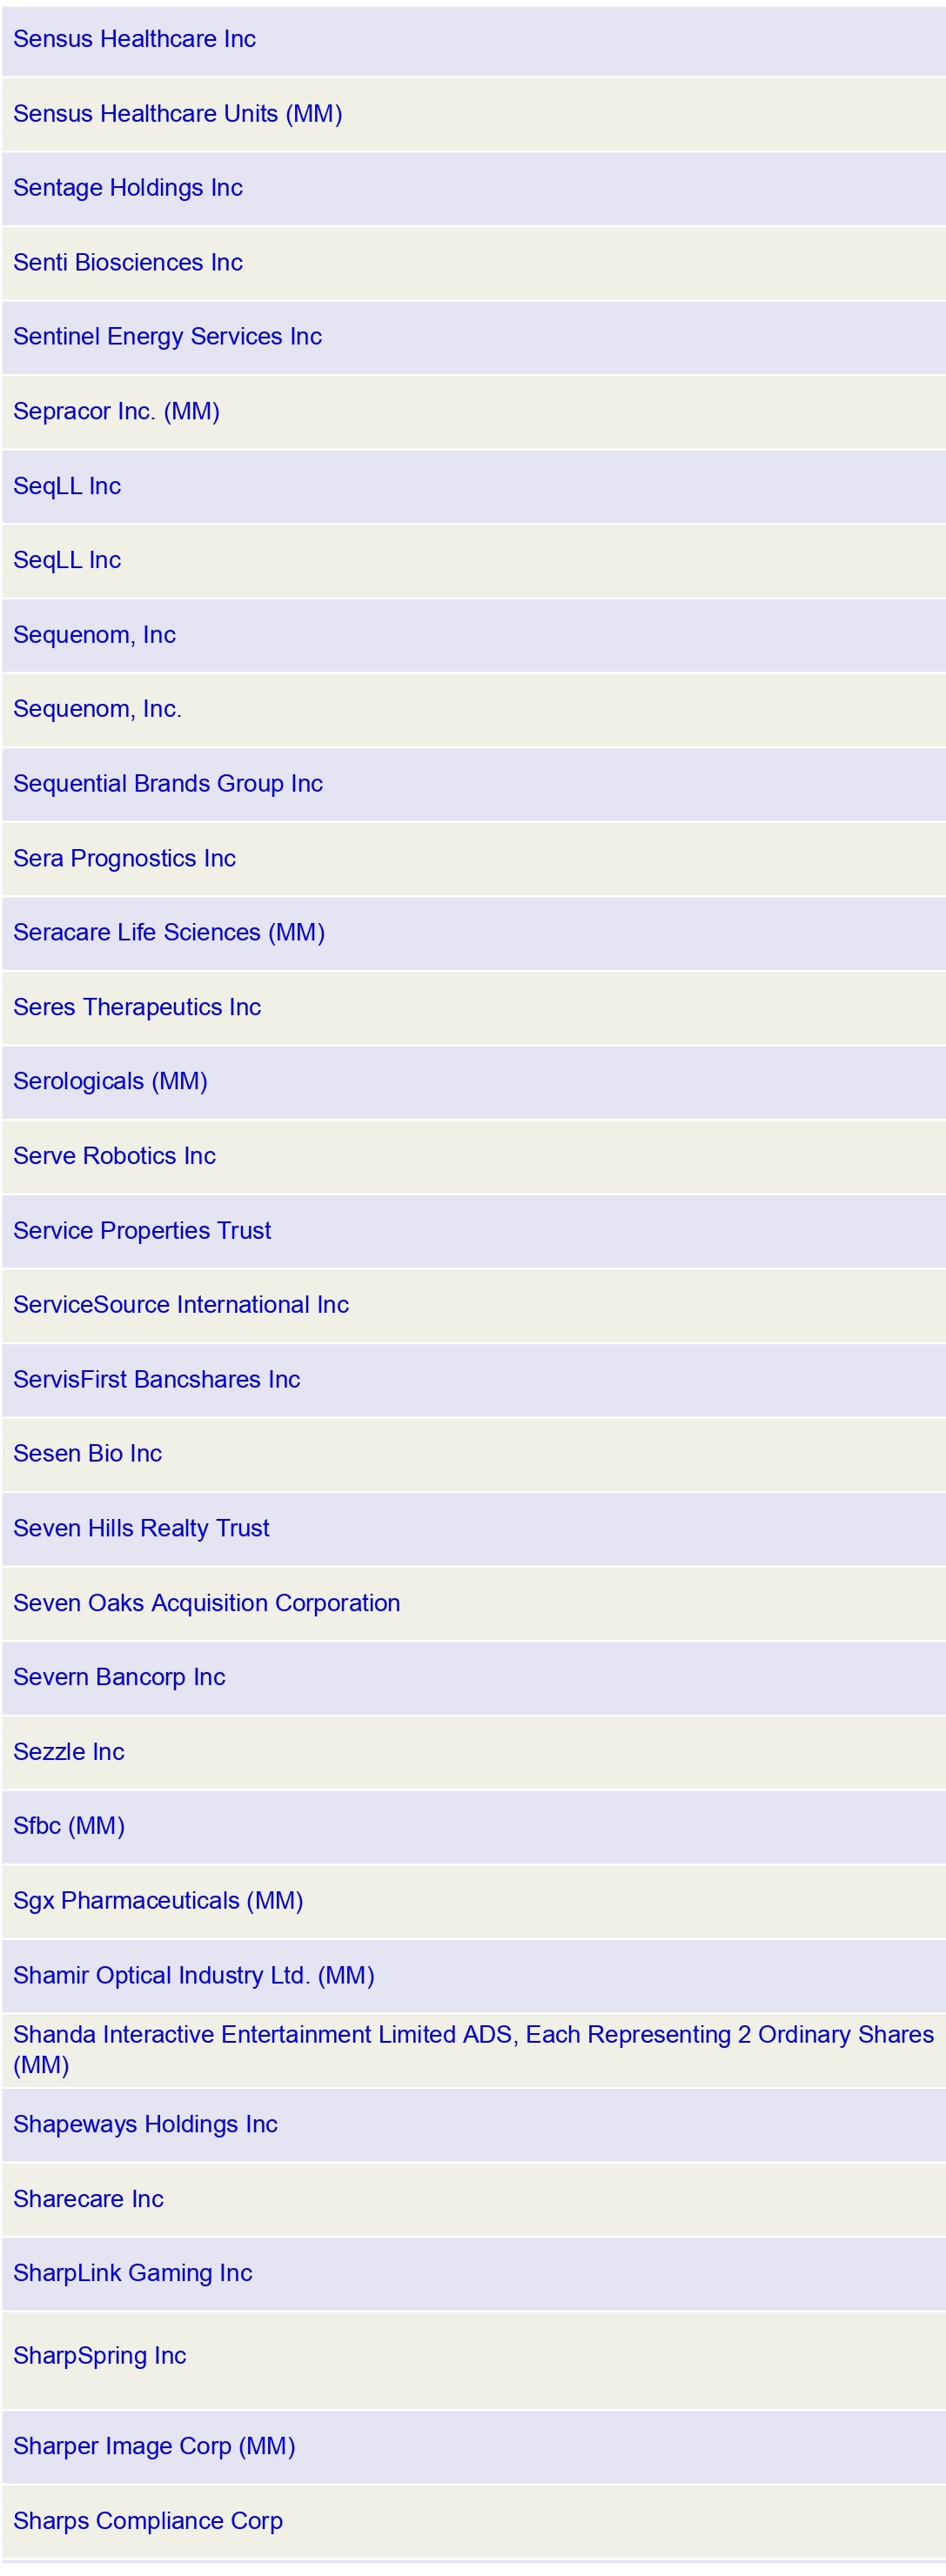 Sensus Healthcare Inc
Sensus Healthcare Units (MM)
Sentage Holdings Inc
Senti Biosciences Inc
Sentinel Energy Services Inc
Sepracor Inc. (MM)
SeqLL Inc
SeqLL Inc
Sequenom, Inc
Sequenom, Inc.
Sequential Brands Group Inc
Sera Prognostics Inc
Seracare Life Sciences (MM)
Seres Therapeutics Inc
Serologicals (MM)
Serve Robotics Inc
Service Properties Trust
ServiceSource International Inc
ServisFirst Bancshares Inc
Sesen Bio Inc
Seven Hills Realty Trust
Seven Oaks Acquisition Corporation
Severn Bancorp Inc
Sezzle Inc
Sfbc (MM)
Sgx Pharmaceuticals (MM)
Shamir Optical Industry Ltd. (MM)
Shanda Interactive Entertainment Limited ADS, Each Representing 2 Ordinary Shares
(MM)
Shapeways Holdings Inc
Sharecare Inc
SharpLink Gaming Inc
SharpSpring Inc
Sharper Image Corp (MM)
Sharps Compliance Corp